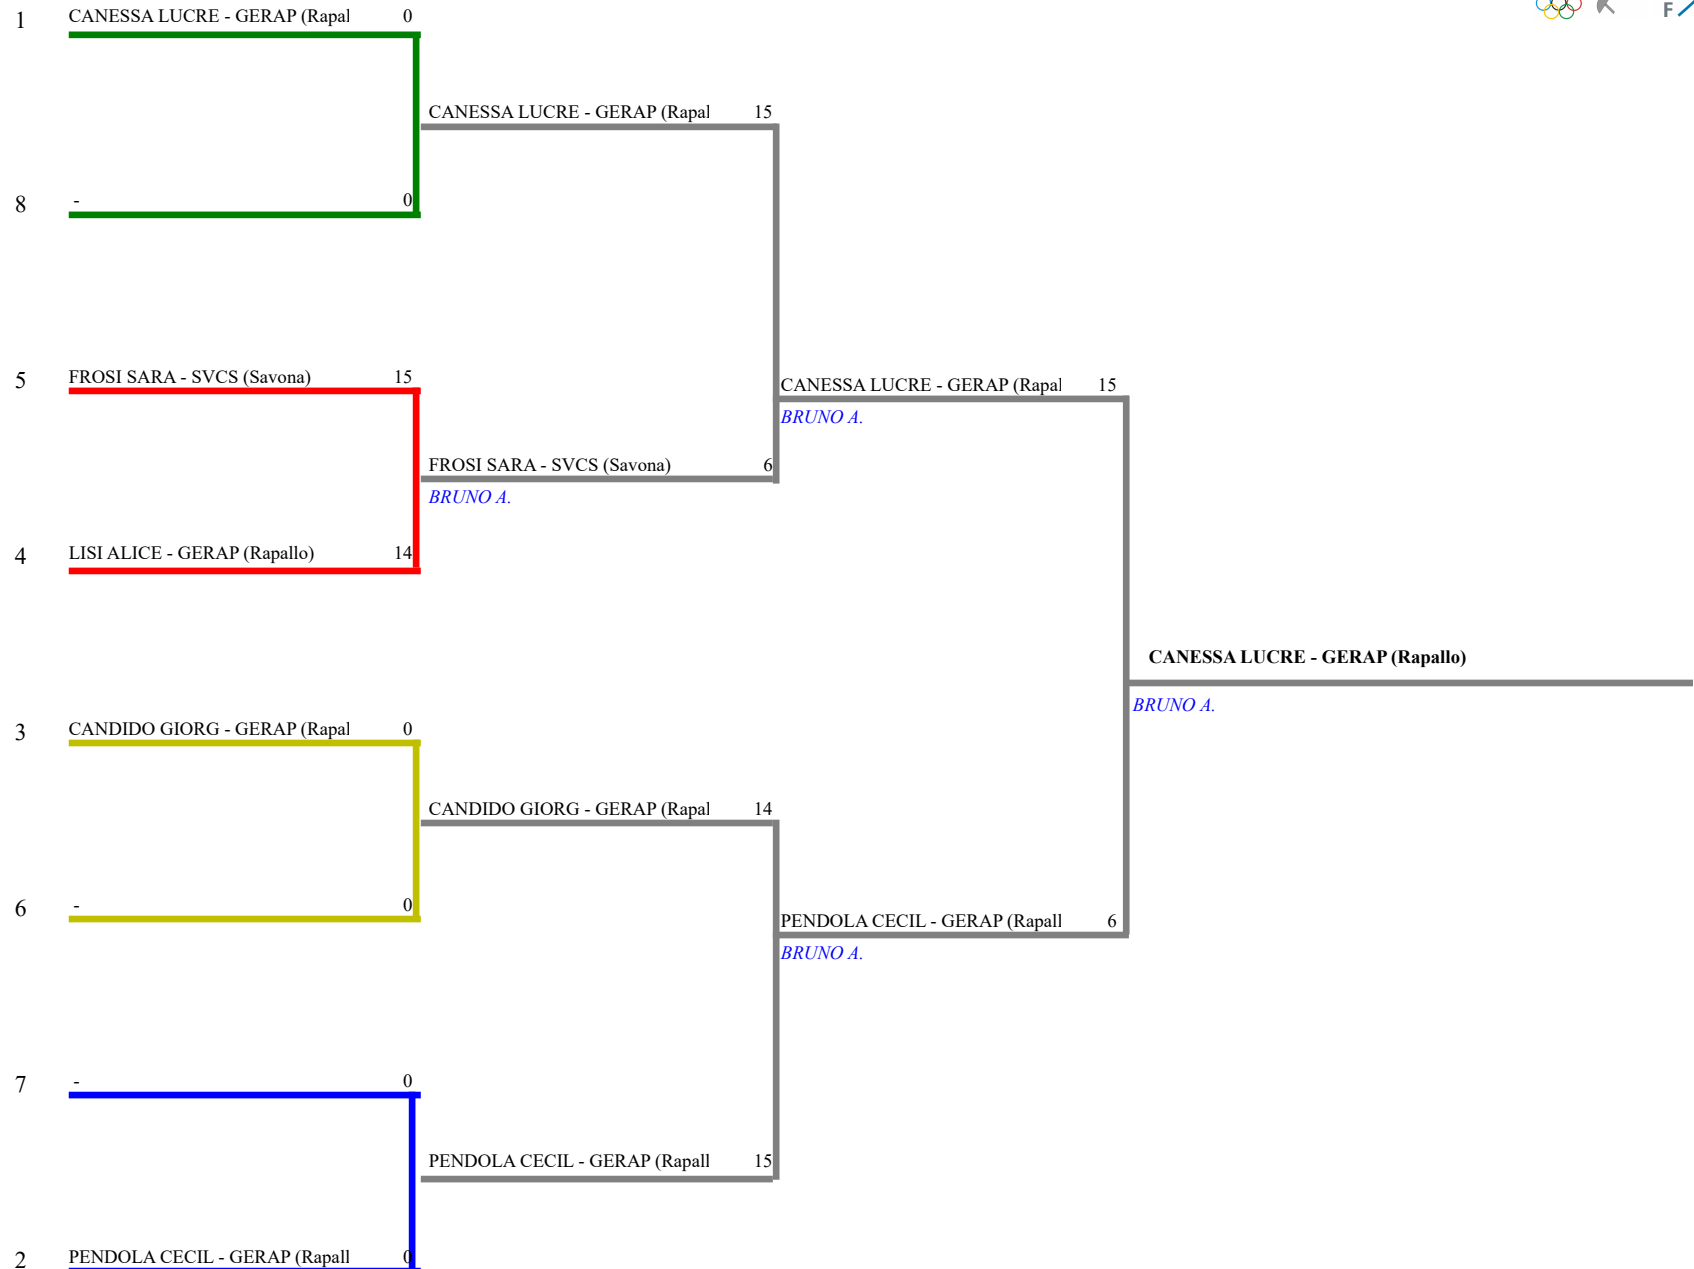 F
1 CANESSA LUCRE - GERAP (Rapal 0
CANESSA LUCRE - GERAP (Rapal 15
8 - 0
5 FROSI SARA - SVCS (Savona) 15
CANESSA LUCRE - GERAP (Rapal 15
BRUNO A.
FROSI SARA - SVCS (Savona) 6
BRUNO A.
4 LISI ALICE - GERAP (Rapallo) 14
CANESSA LUCRE - GERAP (Rapallo)
BRUNO A.
3 CANDIDO GIORG - GERAP (Rapal 0
CANDIDO GIORG - GERAP (Rapal 14
6 - 0
PENDOLA CECIL - GERAP (Rapall 6
BRUNO A.
7 - 0
PENDOLA CECIL - GERAP (Rapall 15
2 PENDOLA CECIL - GERAP (Rapall 0